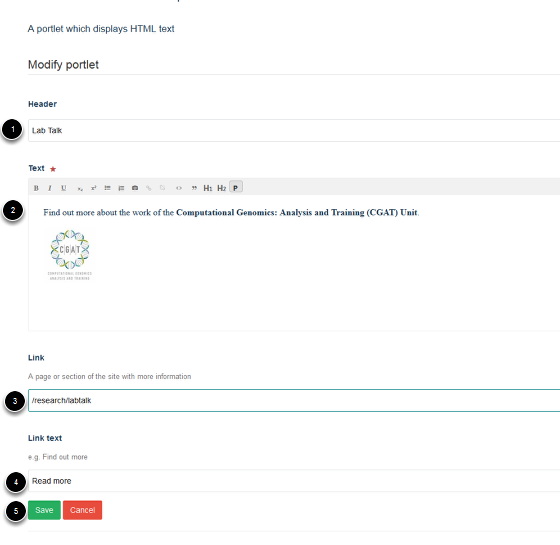 A portlet which displays HTML text
Modify portlet
Header
1
Lab Talk
Text *
B I U x₂ x² <> " H1 H2 P
2
Find out more about the work of the Computational Genomics: Analysis and Training (CGAT) Unit.
CGAT
COMPUTATIONAL GENOMICS
ANALYSIS AND TRAINING
Link
A page or section of the site with more information
3
/research/labtalk
Link text
e.g. Find out more
4
Read more
5
Save Cancel